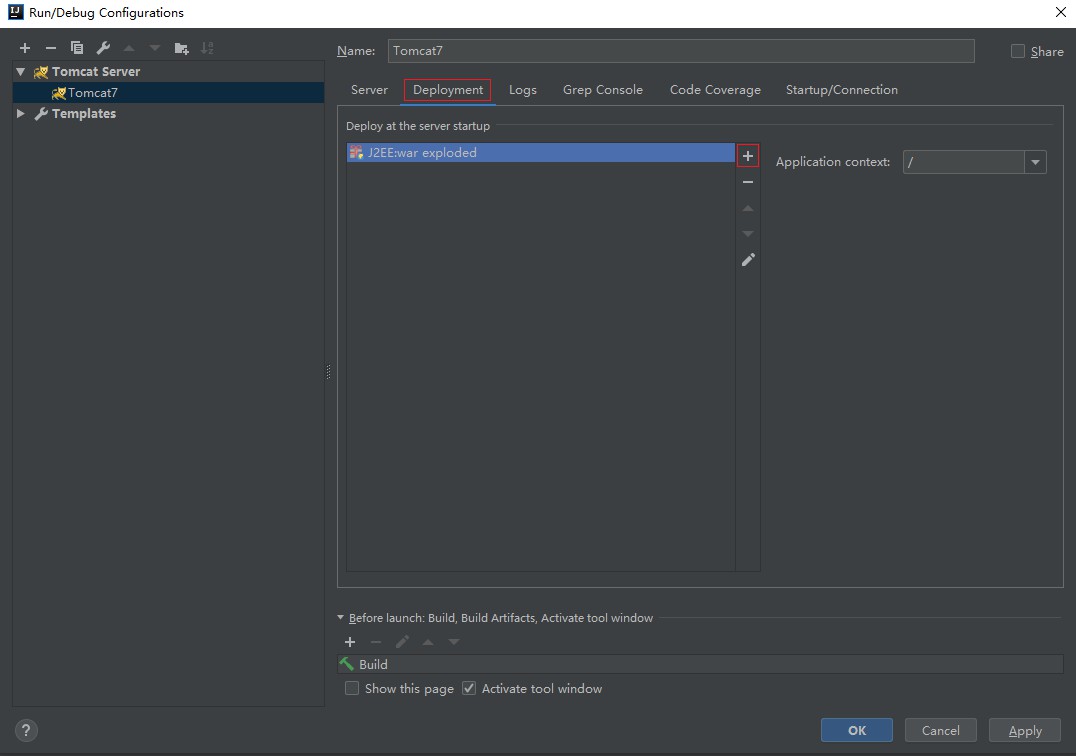 Run/Debug Configurations
Name: Tomcat7
Share
Tomcat Server
Tomcat7
Templates
Server Deployment Logs Grep Console Code Coverage Startup/Connection
Deploy at the server startup
J2EE:war exploded
Application context: /
Before launch: Build, Build Artifacts, Activate tool window
Build
Show this page Activate tool window
? OK Cancel Apply